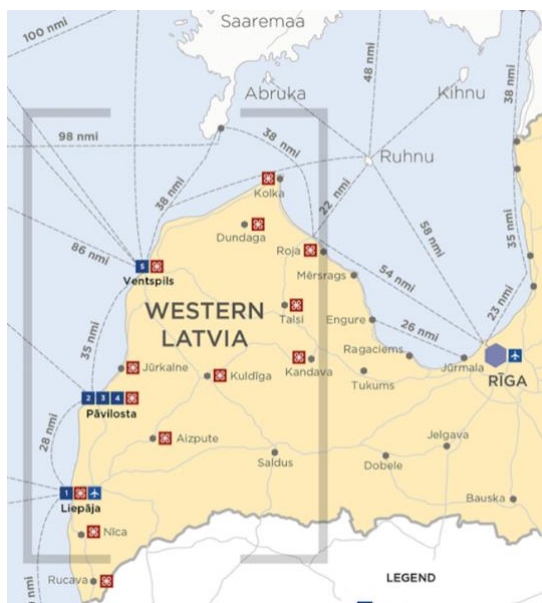 Saaremaa
100 nmi
Abruka
48 nmi
Kihnu
38 nmi
98 nmi
38 nmi
Ruhnu
38 nmi
Kolka
22 nmi
Dundaga
58 nmi
35 nmi
Roja
86 nmi
5
Ventspils
Mērsrags
54 nmi
23 nmi
WESTERN
LATVIA
Talsi
Engure
26 nmi
35 nmi
Ragaciems
Jūrkalne
Kuldīga
Kandava
Tukums
Jūrmala
RĪGA
2 3 4
Pāvilosta
28 nmi
Aizpute
Saldus
Dobele
Jelgava
1
Liepāja
Bauska
Nīca
Rucava
LEGEND
nmi